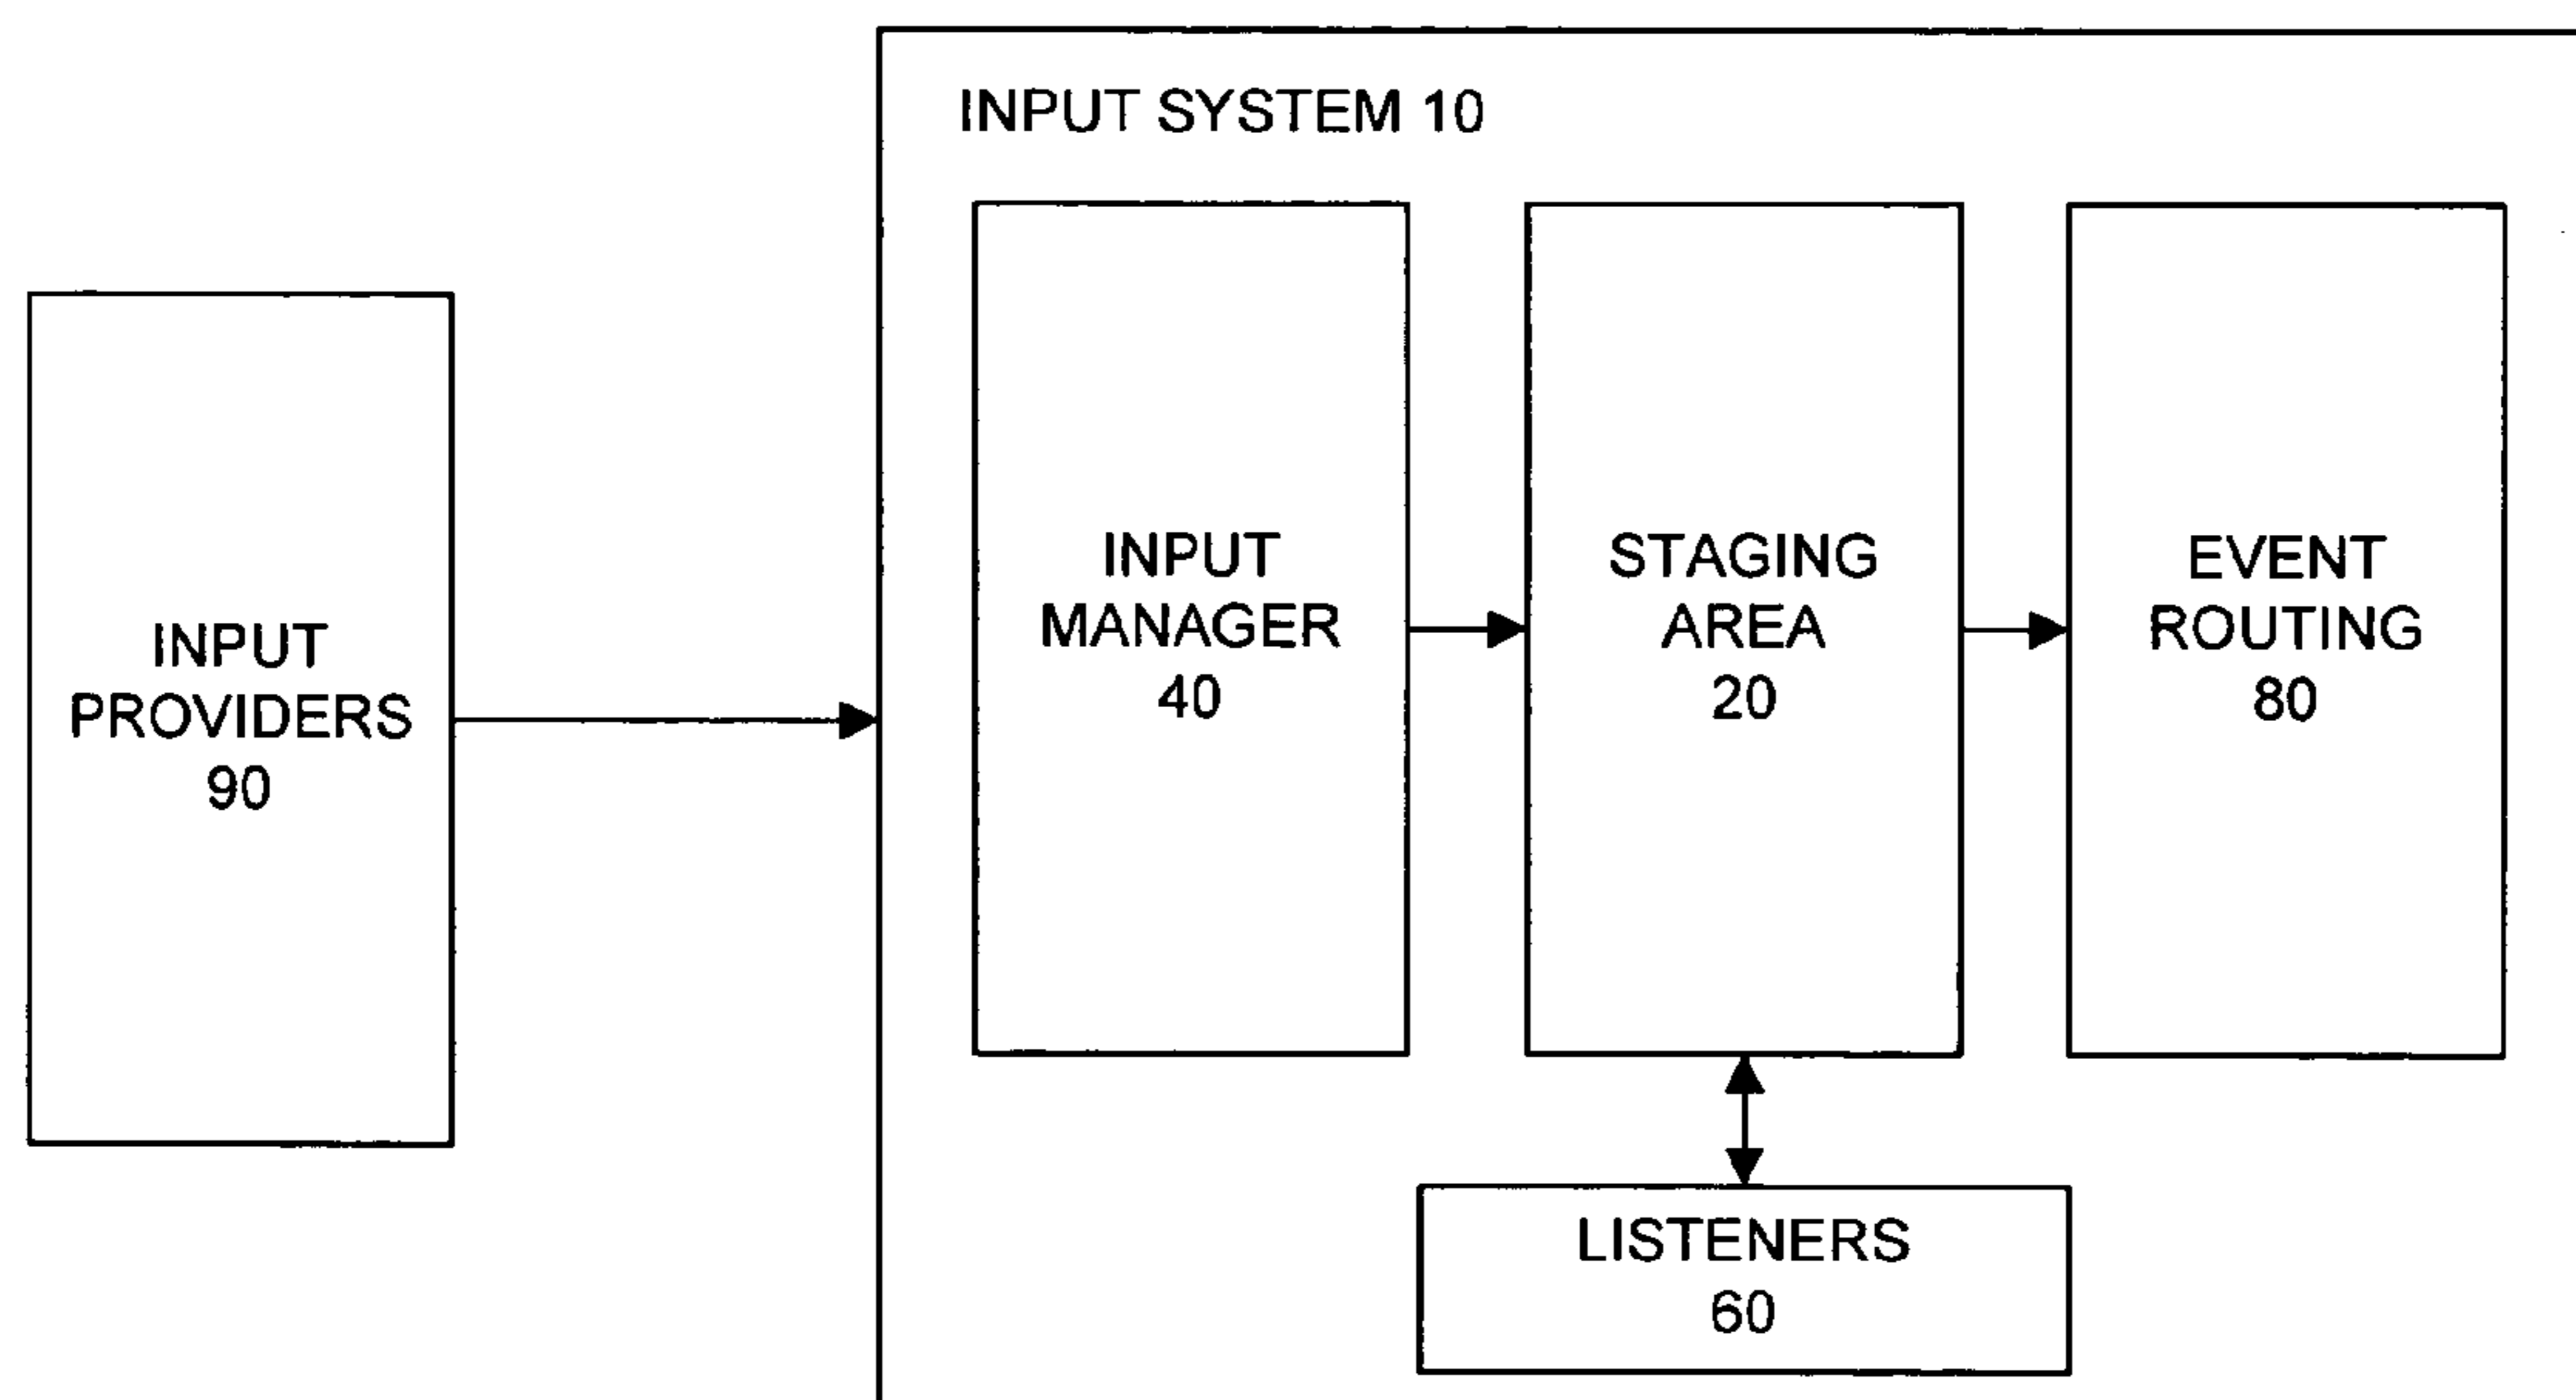 INPUT SYSTEM 10
INPUT
PROVIDERS
90
INPUT
MANAGER
40
STAGING
AREA
20
EVENT
ROUTING
80
LISTENERS
60